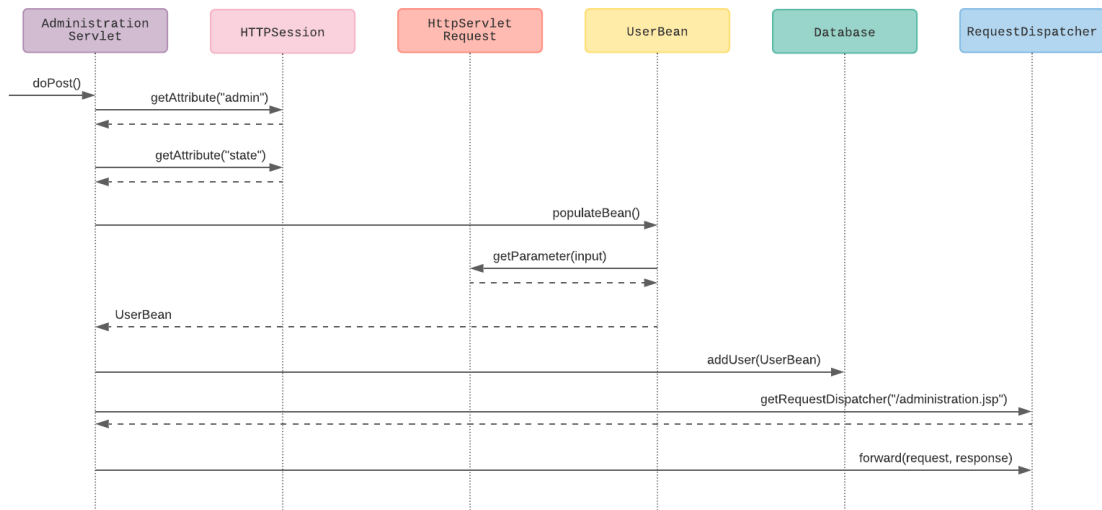 Administration
Servlet
HTTPSession
HttpServlet
Request
UserBean
Database
RequestDispatcher
doPost()
getAttribute("admin")
getAttribute("state")
populateBean()
getParameter(input)
UserBean
addUser(UserBean)
getRequestDispatcher("/administration.jsp")
forward(request, response)